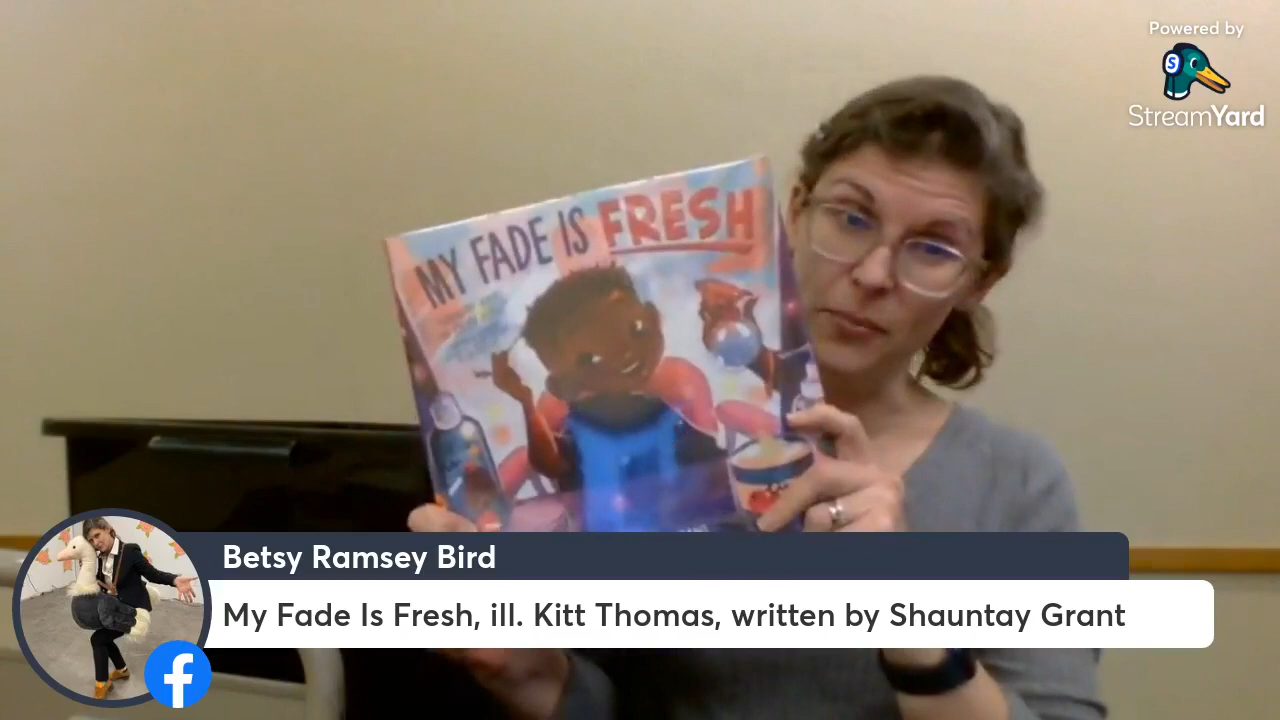 Powered by
StreamYard
MY FADE IS FRESH
Betsy Ramsey Bird
My Fade Is Fresh, ill. Kitt Thomas, written by Shauntay Grant